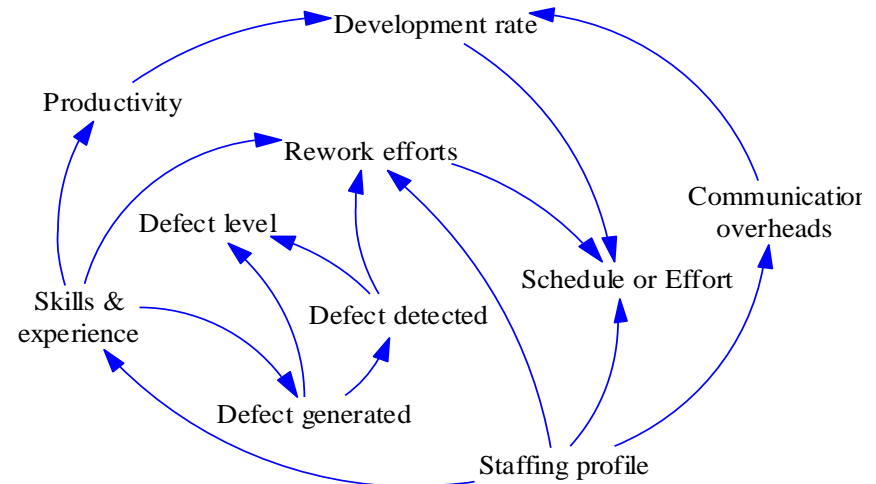 Development rate
Productivity
Rework efforts
Communication
overheads
Defect level
Schedule or Effort
Skills &
experience
Defect detected
Defect generated
Staffing profile